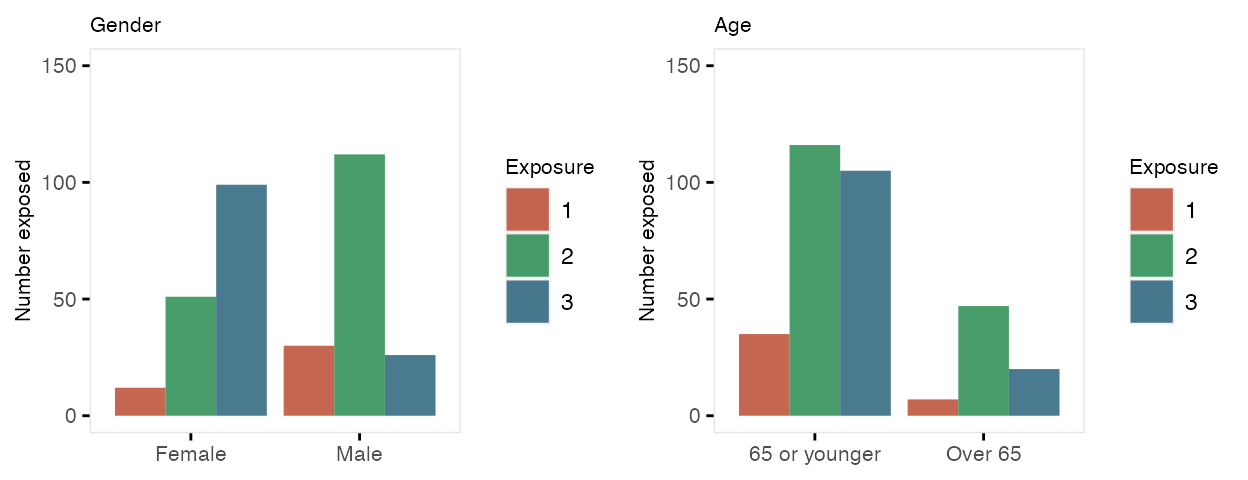 Gender
150
100
50
0
Number exposed
Female Male
Exposure
1
2
3
Age
150
100
50
0
Number exposed
65 or younger Over 65
Exposure
1
2
3